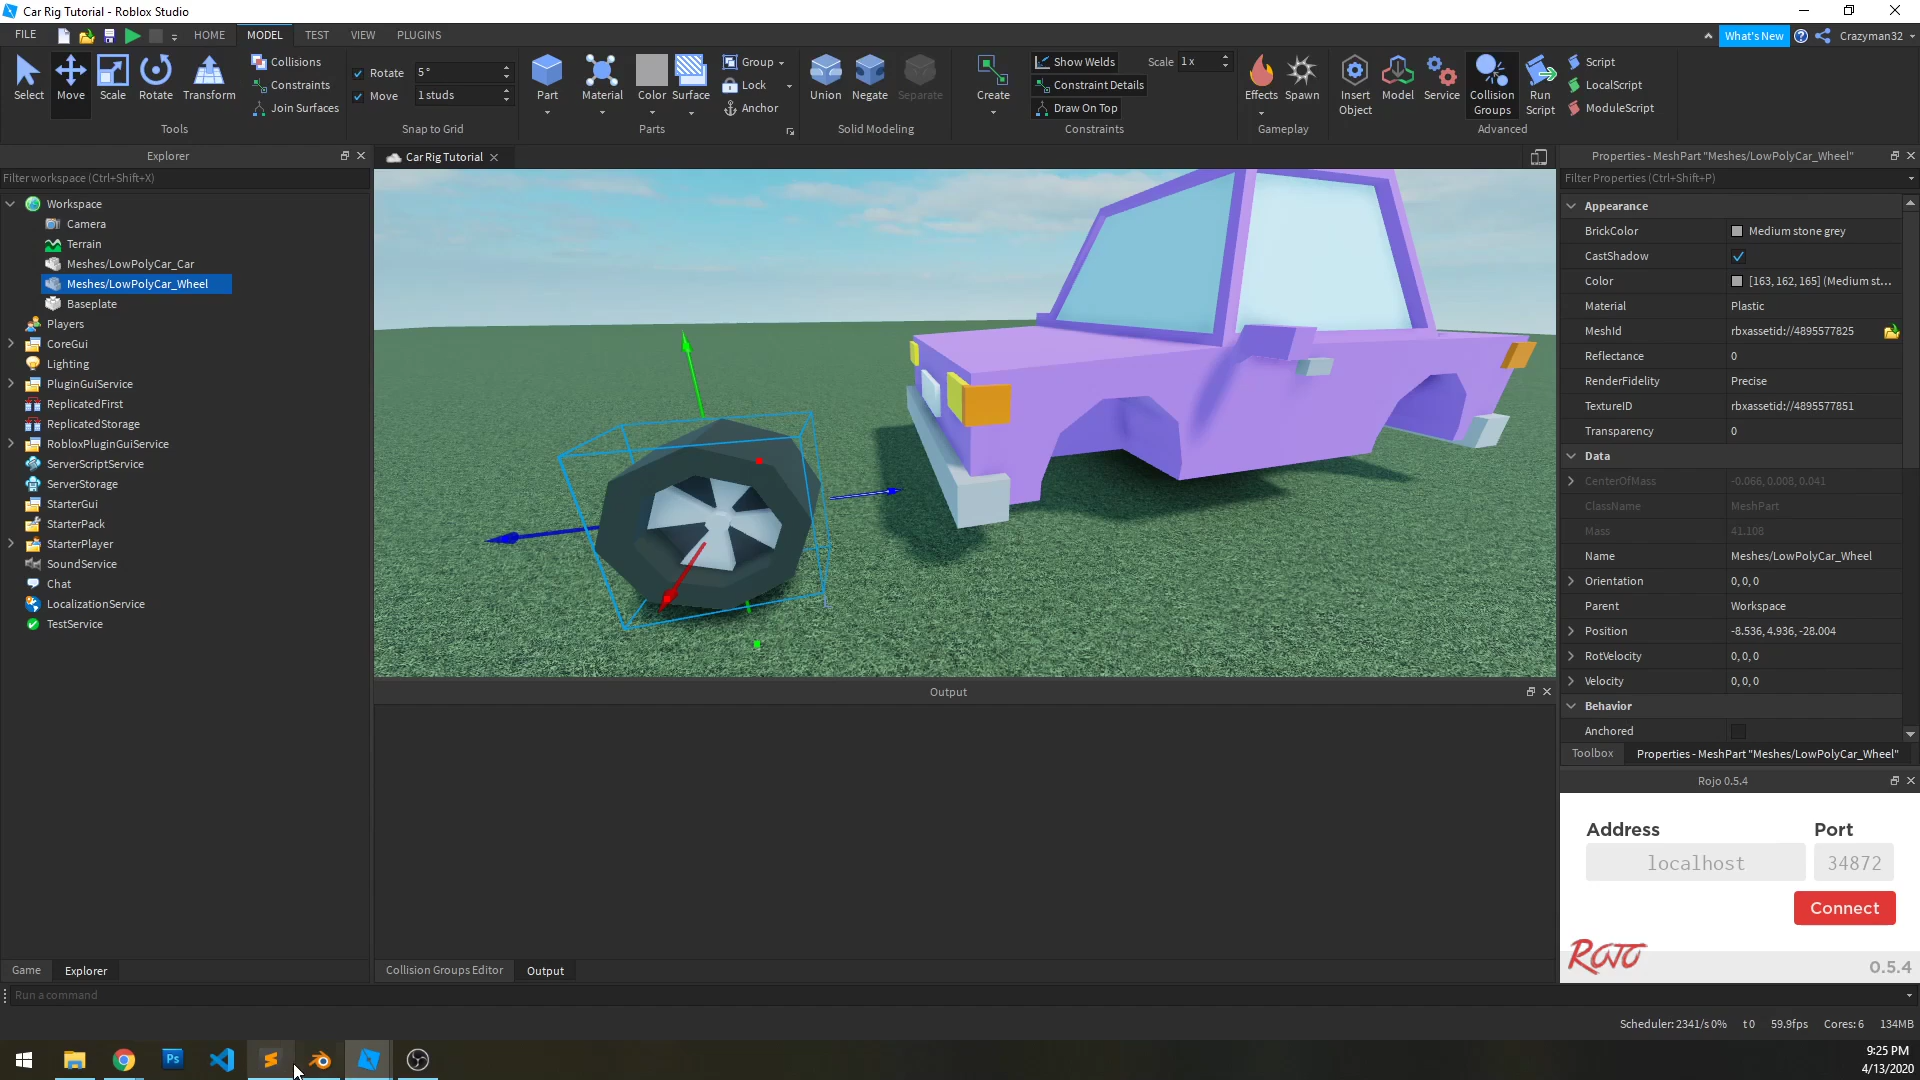 Car Rig Tutorial - Roblox Studio
FILE HOME MODEL TEST VIEW PLUGINS What's New Crazyman32
Select Move Scale Rotate Transform
Collisions
Constraints
Join Surfaces
Tools
Rotate 5°
Move 1 studs
Snap to Grid
Part Material Color Surface
Group
Lock
Anchor
Parts
Union Negate Separate
Solid Modeling
Create
Show Welds Scale 1x
Constraint Details
Draw On Top
Constraints
Effects Spawn
Gameplay
Insert Object Model Service Collision Groups Run Script
Script
LocalScript
ModuleScript
Advanced
Explorer
Filter workspace (Ctrl+Shift+X)
Workspace
Camera
Terrain
Meshes/LowPolyCar_Car
Meshes/LowPolyCar_Wheel
Baseplate
Players
CoreGui
Lighting
PluginGuiService
ReplicatedFirst
ReplicatedStorage
RobloxPluginGuiService
ServerScriptService
ServerStorage
StarterGui
StarterPack
StarterPlayer
SoundService
Chat
LocalizationService
TestService
Game Explorer
Car Rig Tutorial
Output
Collision Groups Editor Output
Properties - MeshPart "Meshes/LowPolyCar_Wheel"
Filter Properties (Ctrl+Shift+P)
Appearance
BrickColor Medium stone grey
CastShadow
Color [163, 162, 165] (Medium st...
Material Plastic
MeshId rbxassetid://4895577825
Reflectance 0
RenderFidelity Precise
TextureID rbxassetid://4895577851
Transparency 0
Data
CenterOfMass -0.066, 0.008, 0.041
ClassName MeshPart
Mass 41.108
Name Meshes/LowPolyCar_Wheel
Orientation 0, 0, 0
Parent Workspace
Position -8.536, 4.936, -28.004
RotVelocity 0, 0, 0
Velocity 0, 0, 0
Behavior
Anchored
Toolbox Properties - MeshPart "Meshes/LowPolyCar_Wheel"
Rojo 0.5.4
Address Port
localhost 34872
Connect
ROJO 0.5.4
Run a command
Scheduler: 2341/s 0% t 0 59.9fps Cores: 6 134MB
Ps
9:25 PM
4/13/2020